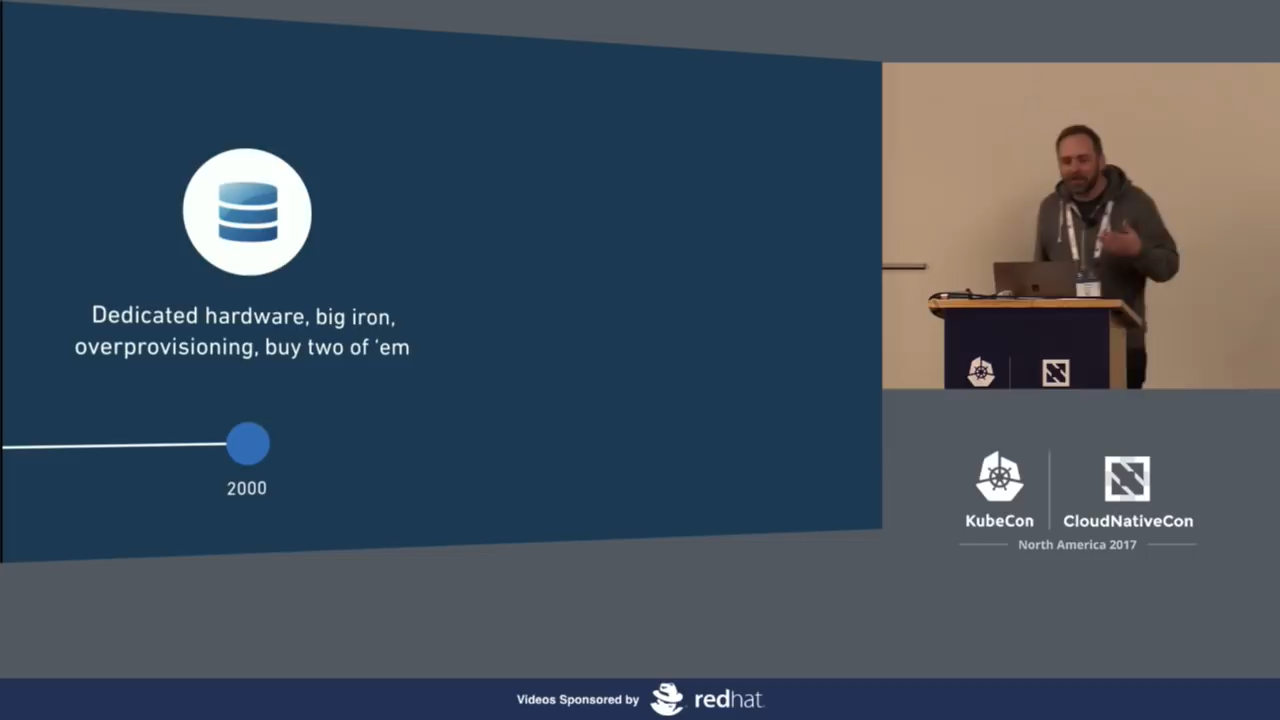 Dedicated hardware, big iron,
overprovisioning, buy two of ‘em
2000
KubeCon
CloudNativeCon
North America 2017
Videos Sponsored by
redhat.